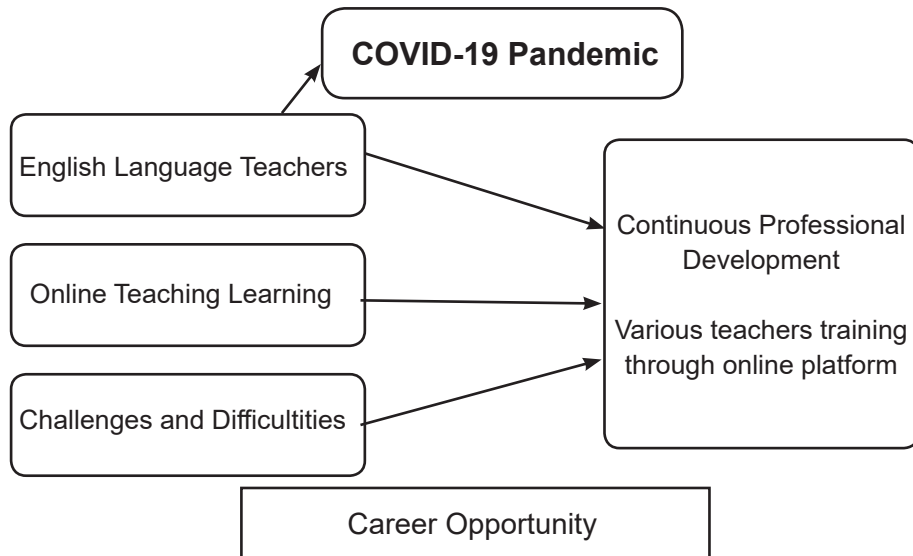 COVID-19 Pandemic
English Language Teachers
Online Teaching Learning
Challenges and Difficultities
Continuous Professional
Development
Various teachers training
through online platform
Career Opportunity